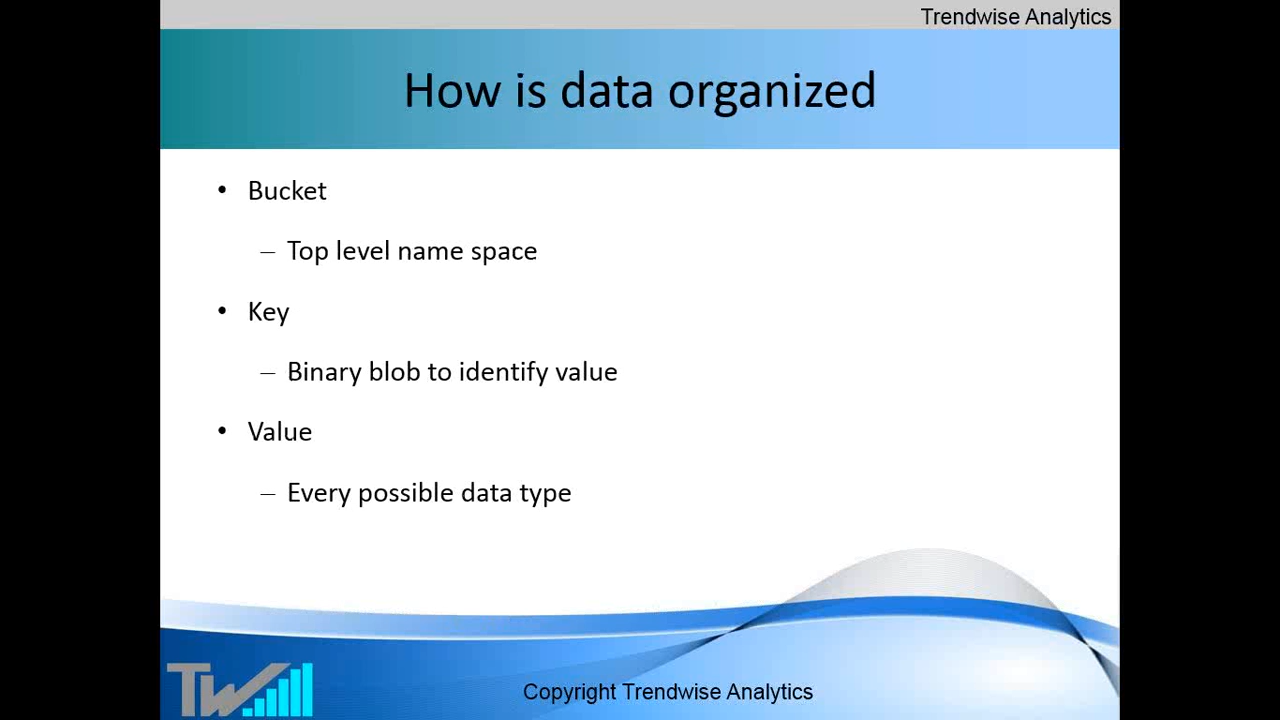 Trendwise Analytics
How is data organized
• Bucket
– Top level name space
• Key
– Binary blob to identify value
• Value
– Every possible data type
TW
Copyright Trendwise Analytics